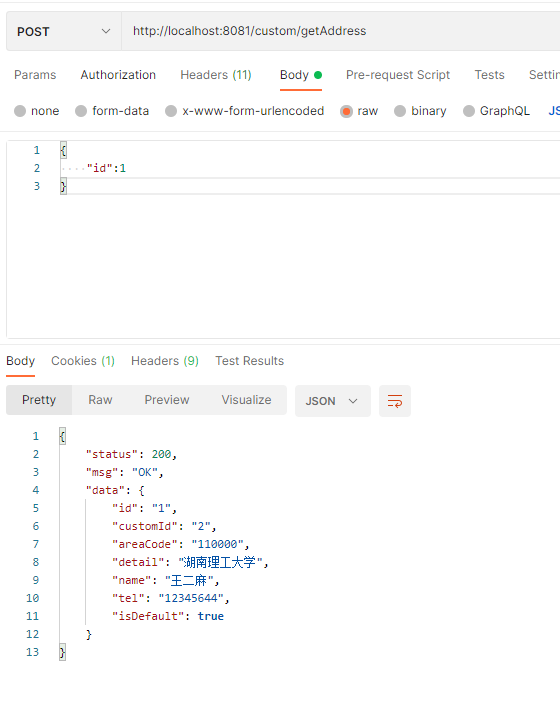 POST http://localhost:8081/custom/getAddress
Params Authorization Headers (11) Body Pre-request Script Tests Settin
none form-data x-www-form-urlencoded raw binary GraphQL JS
1 {
2 "id":1
3 }
Body Cookies (1) Headers (9) Test Results
Pretty Raw Preview Visualize JSON
1 {
2 "status": 200,
3 "msg": "OK",
4 "data": {
5 "id": "1",
6 "customId": "2",
7 "areaCode": "110000",
8 "detail": "湖南理工大学",
9 "name": "王二麻",
10 "tel": "12345644",
11 "isDefault": true
12 }
13 }